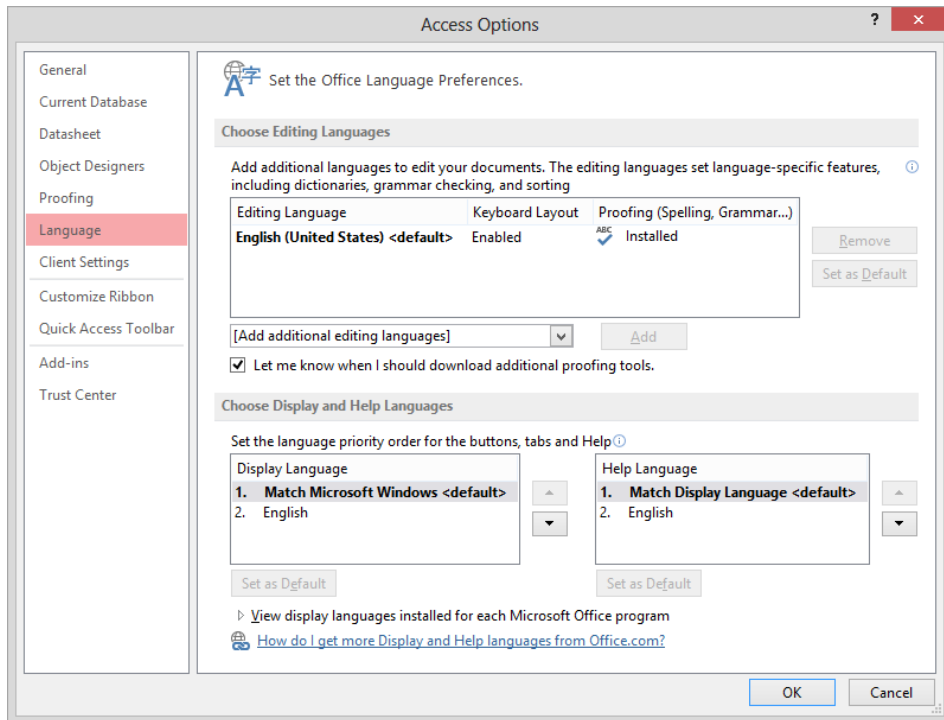 Access Options
?
×
General
Current Database
Datasheet
Object Designers
Proofing
Language
Client Settings
Customize Ribbon
Quick Access Toolbar
Add-ins
Trust Center
A字 Set the Office Language Preferences.
Choose Editing Languages
Add additional languages to edit your documents. The editing languages set language-specific features,
including dictionaries, grammar checking, and sorting
Editing Language Keyboard Layout Proofing (Spelling, Grammar...)
English (United States) <default> Enabled ABC Installed
Remove
Set as Default
[Add additional editing languages] Add
Let me know when I should download additional proofing tools.
Choose Display and Help Languages
Set the language priority order for the buttons, tabs and Help
Display Language
1. Match Microsoft Windows <default>
2. English
Set as Default
Help Language
1. Match Display Language <default>
2. English
Set as Default
View display languages installed for each Microsoft Office program
How do I get more Display and Help languages from Office.com?
OK Cancel